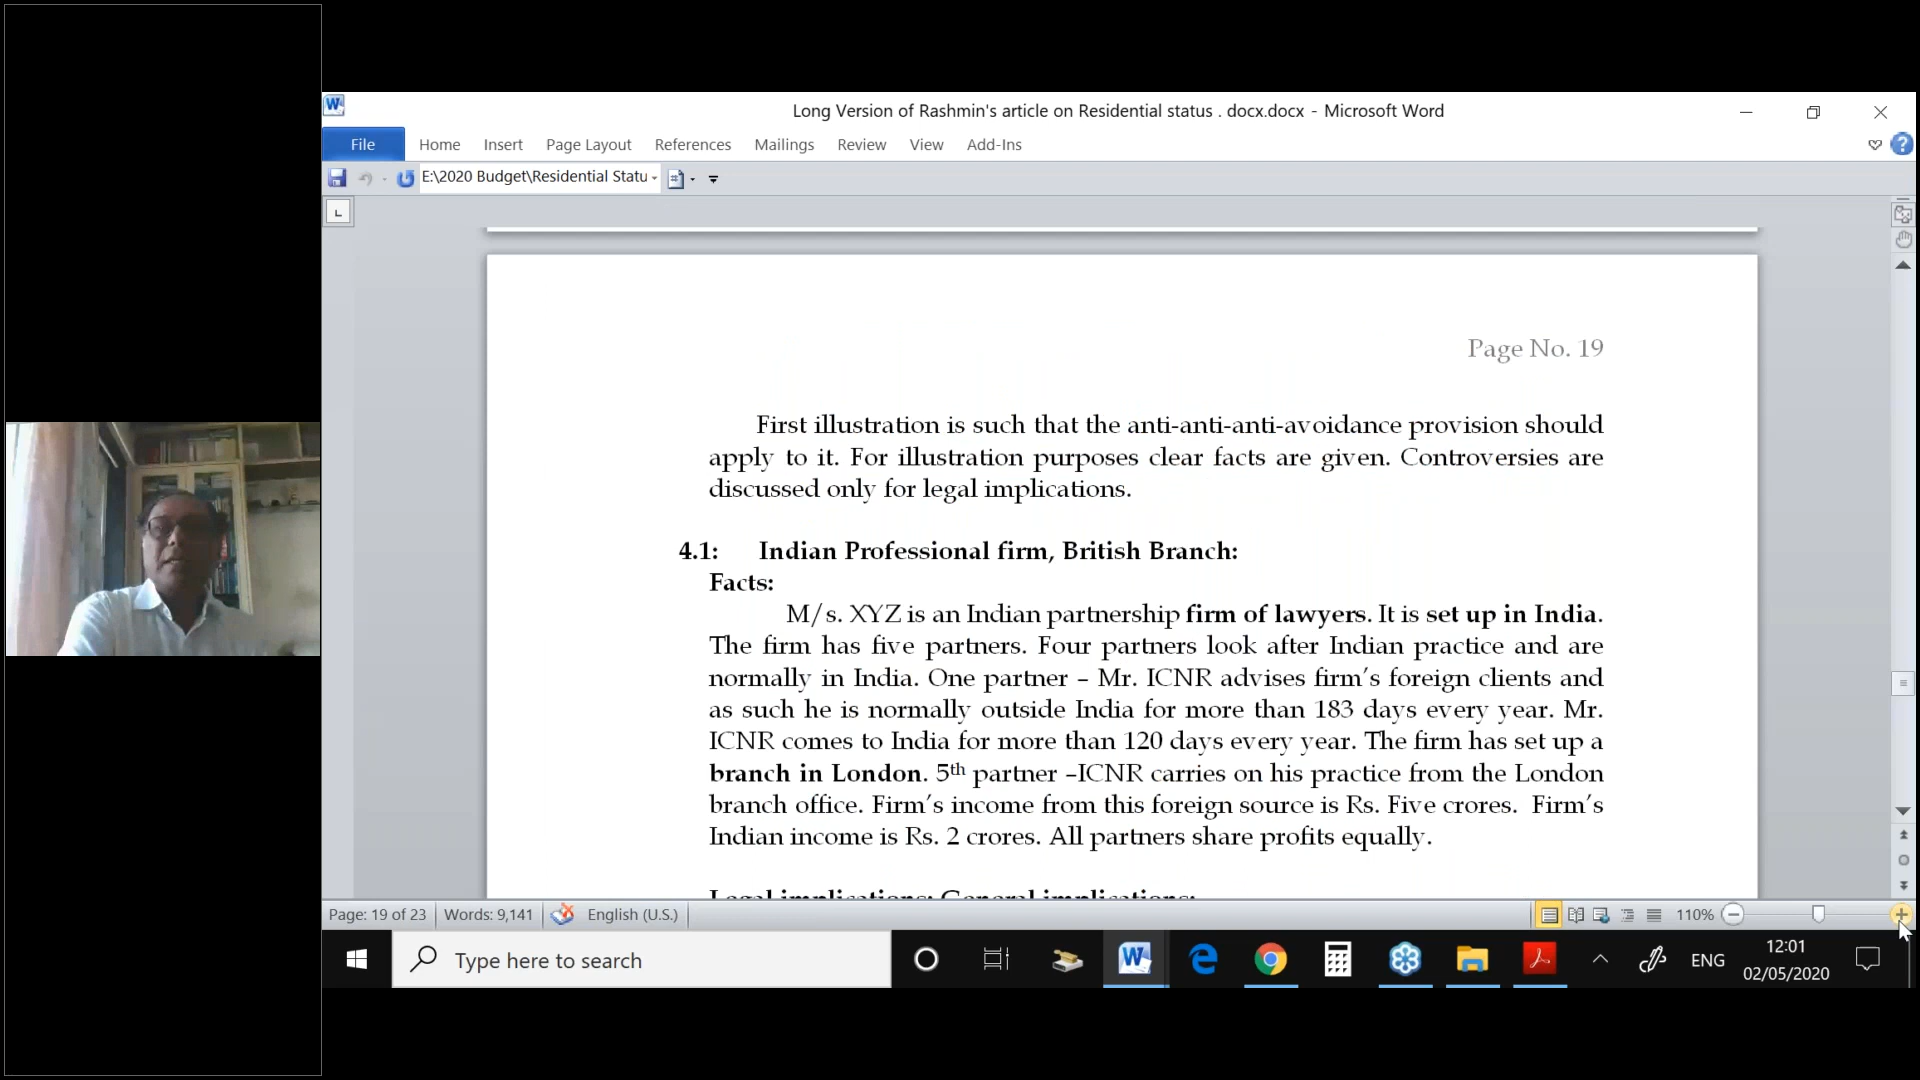 Long Version of Rashmin's article on Residential status . docx.docx - Microsoft Word
File Home Insert Page Layout References Mailings Review View Add-Ins
E:\2020 Budget\Residential Statu
Page No. 19
First illustration is such that the anti-anti-anti-avoidance provision should
apply to it. For illustration purposes clear facts are given. Controversies are
discussed only for legal implications.
4.1: Indian Professional firm, British Branch:
Facts:
M/s. XYZ is an Indian partnership firm of lawyers. It is set up in India.
The firm has five partners. Four partners look after Indian practice and are
normally in India. One partner – Mr. ICNR advises firm's foreign clients and
as such he is normally outside India for more than 183 days every year. Mr.
ICNR comes to India for more than 120 days every year. The firm has set up a
branch in London. 5th partner –ICNR carries on his practice from the London
branch office. Firm's income from this foreign source is Rs. Five crores. Firm's
Indian income is Rs. 2 crores. All partners share profits equally.
Legal implications: General implications:
Page: 19 of 23 Words: 9,141 English (U.S.) 110%
Type here to search
ENG
12:01
02/05/2020